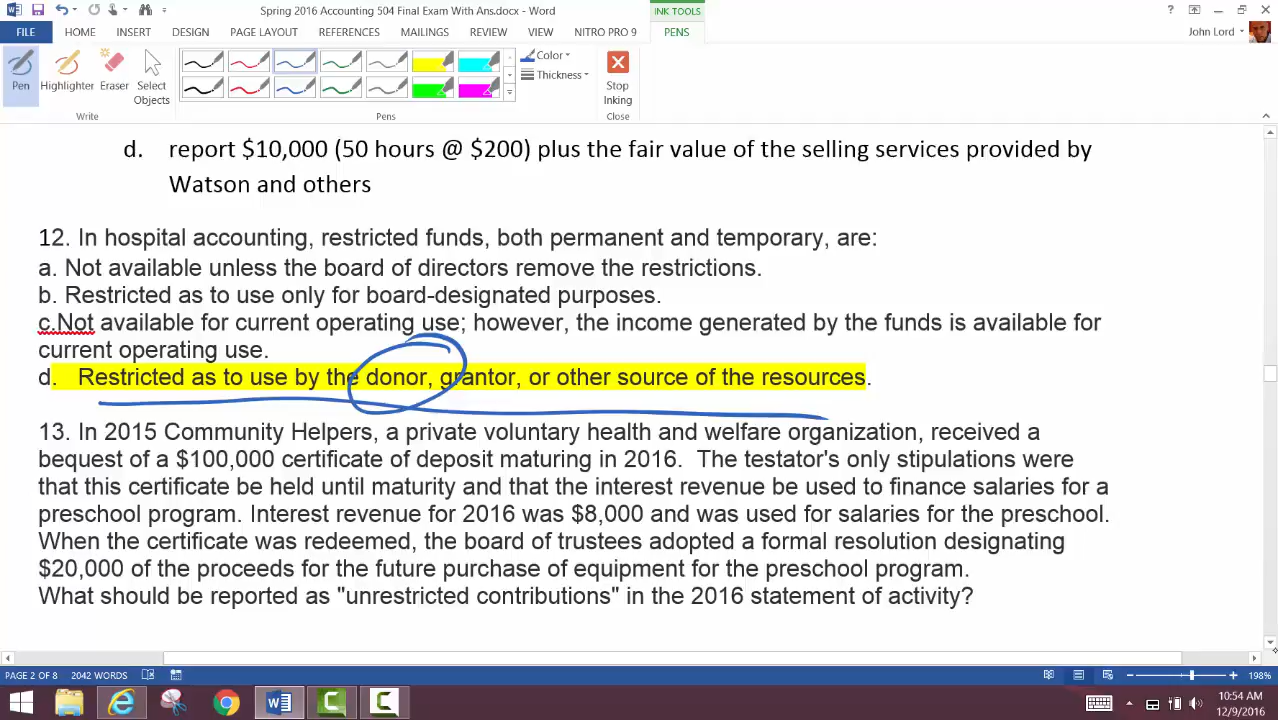 Spring 2016 Accounting 504 Final Exam With Ans.docx - Word
INK TOOLS
FILE HOME INSERT DESIGN PAGE LAYOUT REFERENCES MAILINGS REVIEW VIEW NITRO PRO 9 PENS
John Lord
Pen Highlighter Eraser Select Objects
Color
Thickness
Stop Inking
Write Pens Close
d. report $10,000 (50 hours @ $200) plus the fair value of the selling services provided by
Watson and others
12. In hospital accounting, restricted funds, both permanent and temporary, are:
a. Not available unless the board of directors remove the restrictions.
b. Restricted as to use only for board-designated purposes.
c.Not available for current operating use; however, the income generated by the funds is available for
current operating use.
d. Restricted as to use by the donor, grantor, or other source of the resources.
13. In 2015 Community Helpers, a private voluntary health and welfare organization, received a
bequest of a $100,000 certificate of deposit maturing in 2016. The testator's only stipulations were
that this certificate be held until maturity and that the interest revenue be used to finance salaries for a
preschool program. Interest revenue for 2016 was $8,000 and was used for salaries for the preschool.
When the certificate was redeemed, the board of trustees adopted a formal resolution designating
$20,000 of the proceeds for the future purchase of equipment for the preschool program.
What should be reported as "unrestricted contributions" in the 2016 statement of activity?
PAGE 2 OF 8 2042 WORDS 198%
10:54 AM
12/9/2016